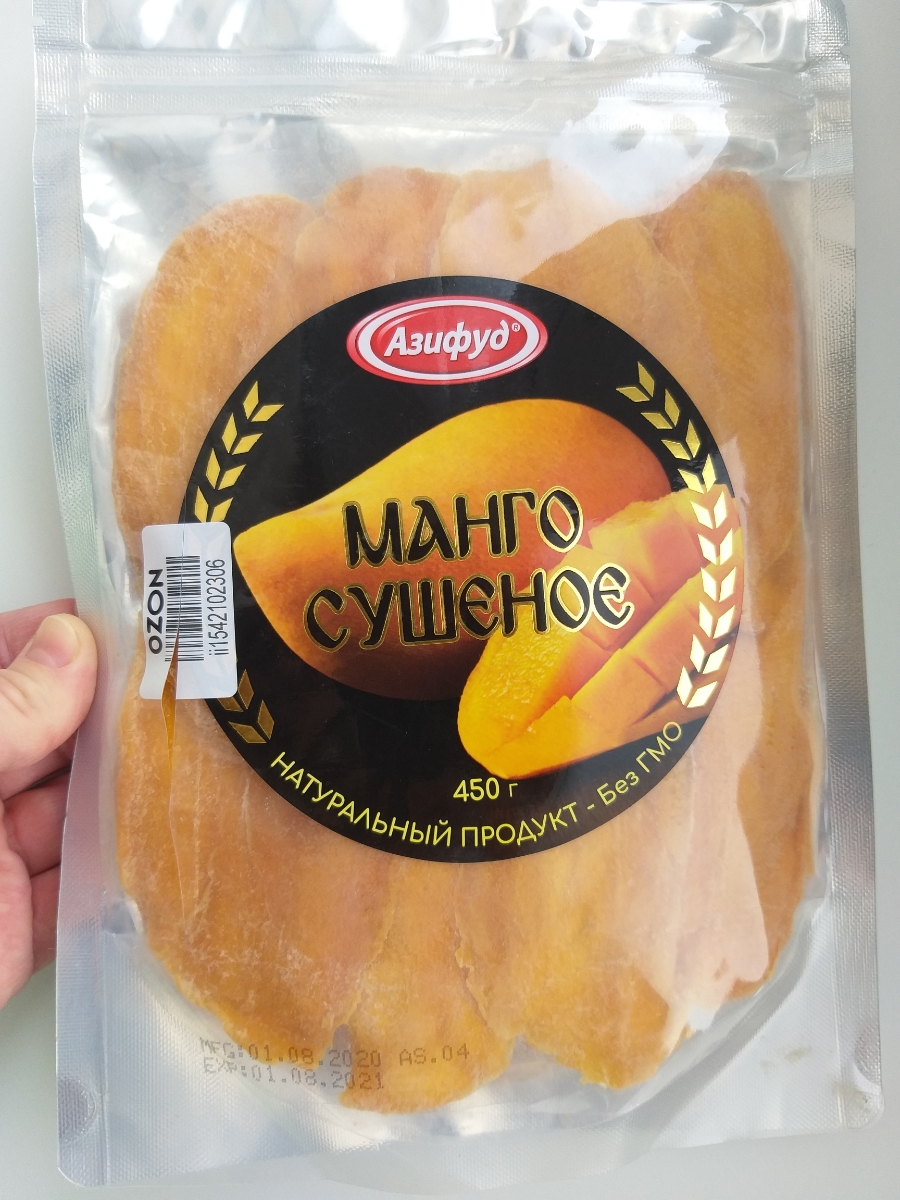 Азифуд®
МАНГО
СУШЕНОЕ
OZON
ii1542102306
450 г
НАТУРАЛЬНЫЙ ПРОДУКТ - Без ГМО
MFG:01.08.2020 AS.04
EXP:01.08.2021